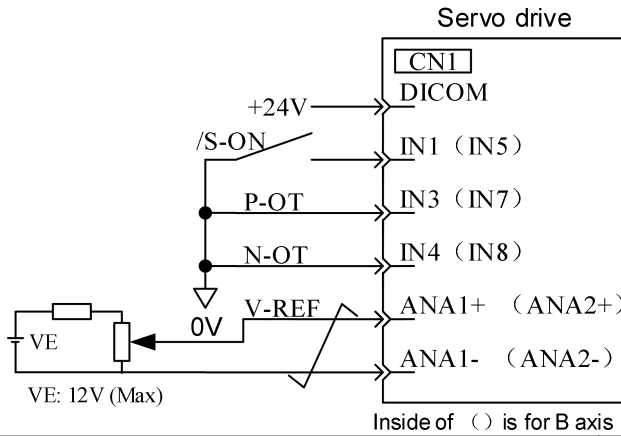 Servo drive
CN1
+24V DICOM
/S-ON IN1（IN5）
P-OT IN3（IN7）
N-OT IN4（IN8）
0V V-REF ANA1+ （ANA2+）
VE ANA1- （ANA2-）
VE: 12V (Max)
Inside of （）is for B axis